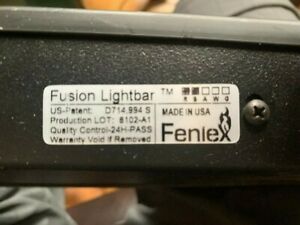 Fusion Lightbar ™
R B A W G
US-Patent: D714,994 S
Production LOT: 8102-A1
Quality Control-24H-PASS
Warranty Void if Removed
MADE IN USA
Feniex